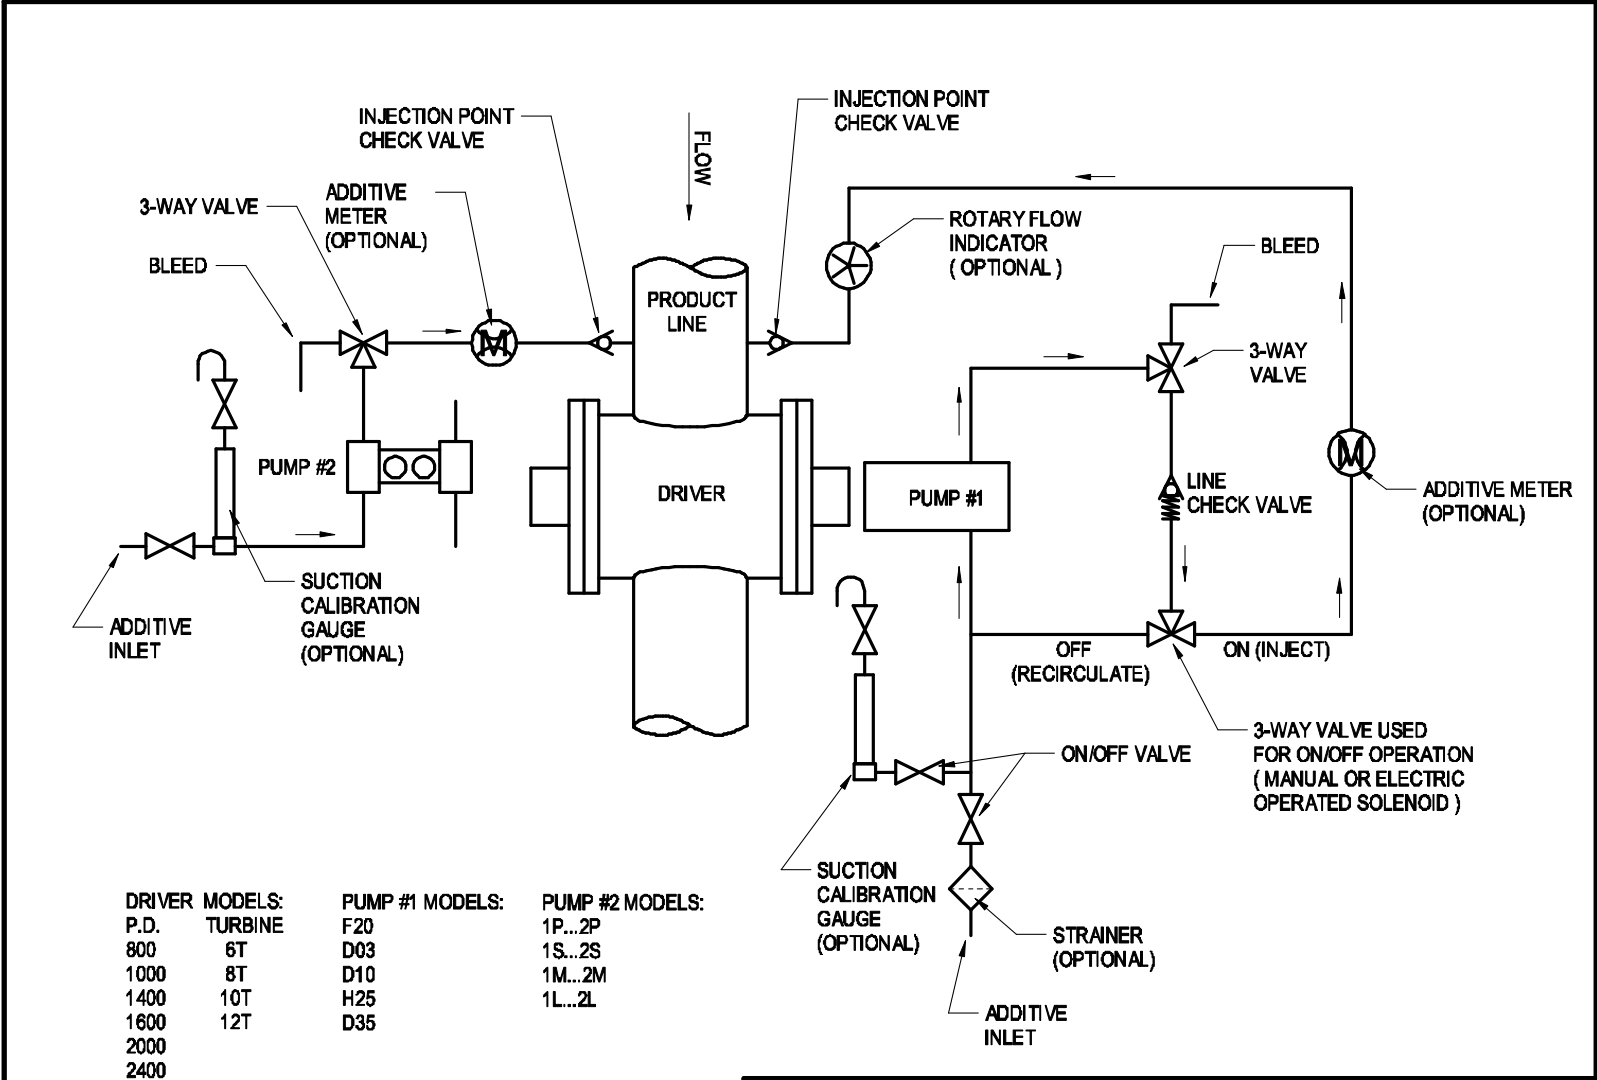 INJECTION POINT
CHECK VALVE
INJECTION POINT
CHECK VALVE
FLOW
3-WAY VALVE
ADDITIVE
METER
(OPTIONAL)
BLEED
ROTARY FLOW
INDICATOR
( OPTIONAL )
BLEED
PRODUCT
LINE
3-WAY
VALVE
PUMP #2
DRIVER
PUMP #1
LINE
CHECK VALVE
ADDITIVE METER
(OPTIONAL)
SUCTION
CALIBRATION
GAUGE
(OPTIONAL)
ADDITIVE
INLET
OFF
(RECIRCULATE)
ON (INJECT)
3-WAY VALVE USED
FOR ON/OFF OPERATION
( MANUAL OR ELECTRIC
OPERATED SOLENOID )
ON/OFF VALVE
SUCTION
CALIBRATION
GAUGE
(OPTIONAL)
STRAINER
(OPTIONAL)
ADDITIVE
INLET
DRIVER MODELS:
P.D. TURBINE
800 6T
1000 8T
1400 10T
1600 12T
2000
2400
PUMP #1 MODELS:
F20
D03
D10
H25
D35
PUMP #2 MODELS:
1P...2P
1S...2S
1M...2M
1L...2L
M
M